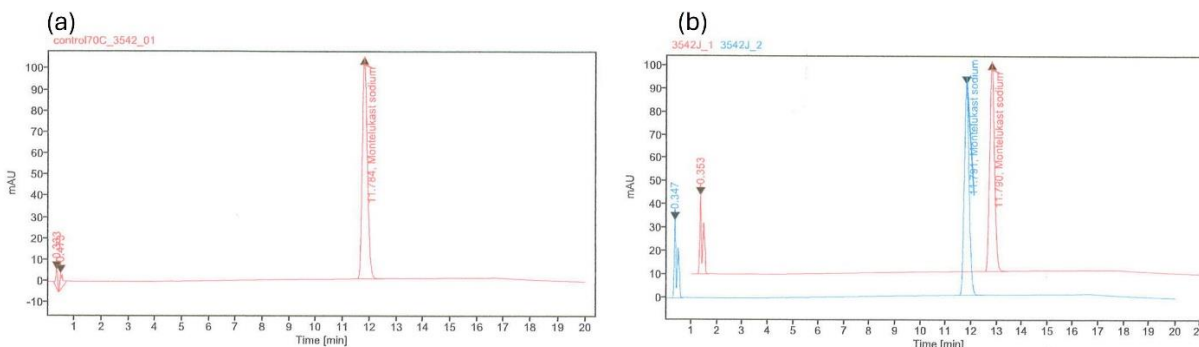 (a)
control70C_3542_01
mAU
100
90
80
70
60
50
40
30
20
10
0
-10
0.333
0.475
11.784, Montelukast sodium
1 2 3 4 5 6 7 8 9 10 11 12 13 14 15 16 17 18 19 20
Time [min]
(b)
3542J_1 3542J_2
mAU
100
90
80
70
60
50
40
30
20
10
0
0.347
0.353
11.791, Montelukast sodium
11.790, Montelukast sodium
1 2 3 4 5 6 7 8 9 10 11 12 13 14 15 16 17 18 19 20 21
Time [min]